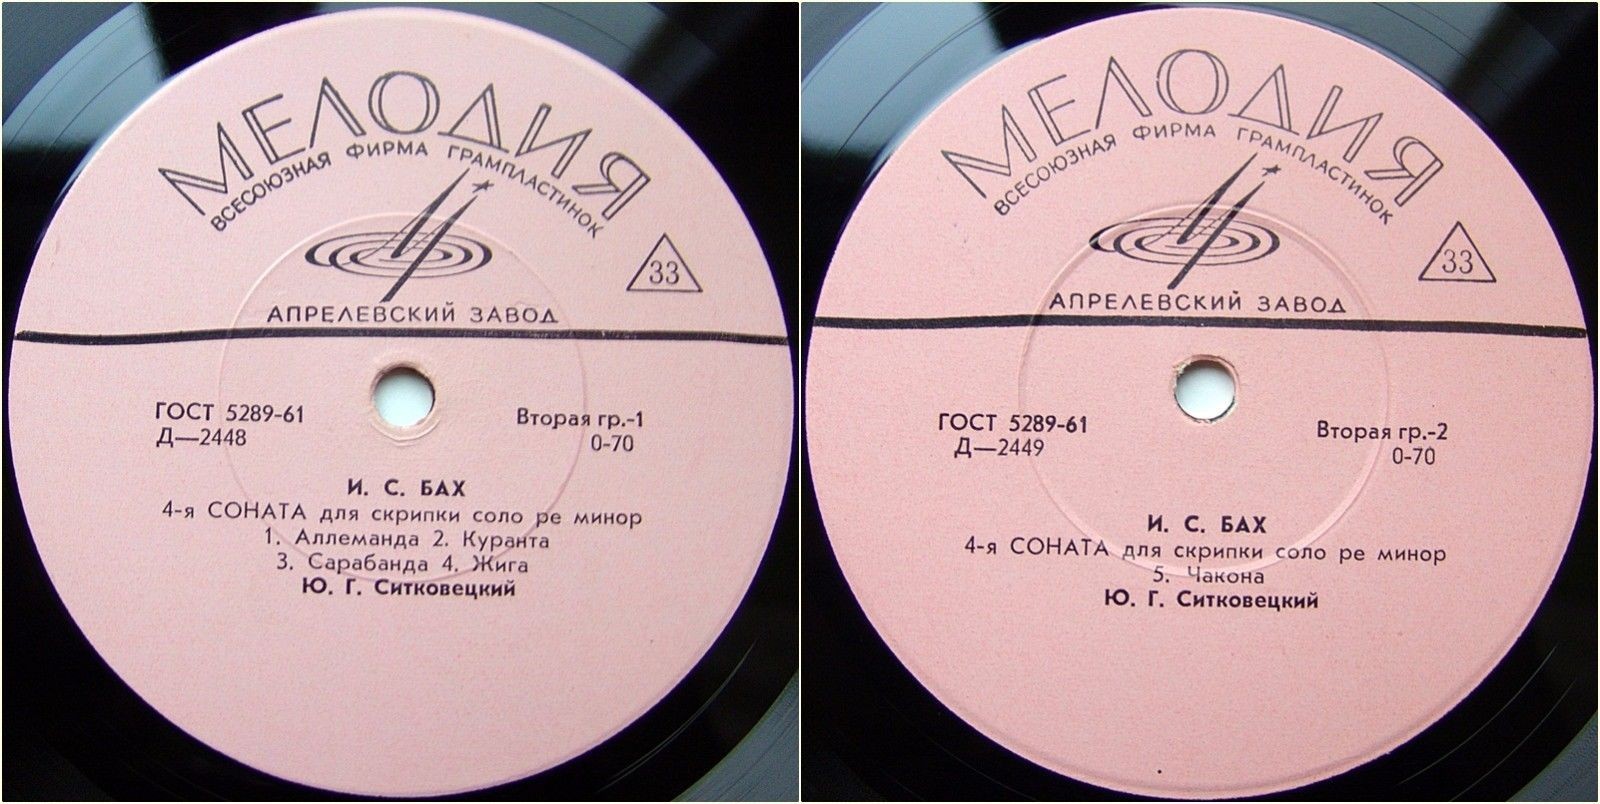 МЕЛОДИЯ
ВСЕСОЮЗНАЯ ФИРМА ГРАМПЛАСТИНОК
33
АПРЕЛЕВСКИЙ ЗАВОД
ГОСТ 5289-61
Вторая гр.-1
Д—2448
0-70
И. С. БАХ
4-я СОНАТА для скрипки соло ре минор
1. Аллеманда 2. Куранта
3. Сарабанда 4. Жига
Ю. Г. Ситковецкий
МЕЛОДИЯ
ВСЕСОЮЗНАЯ ФИРМА ГРАМПЛАСТИНОК
33
АПРЕЛЕВСКИЙ ЗАВОД
ГОСТ 5289-61
Вторая гр.-2
Д—2449
0-70
И. С. БАХ
4-я СОНАТА для скрипки соло ре минор
5. Чакона
Ю. Г. Ситковецкий